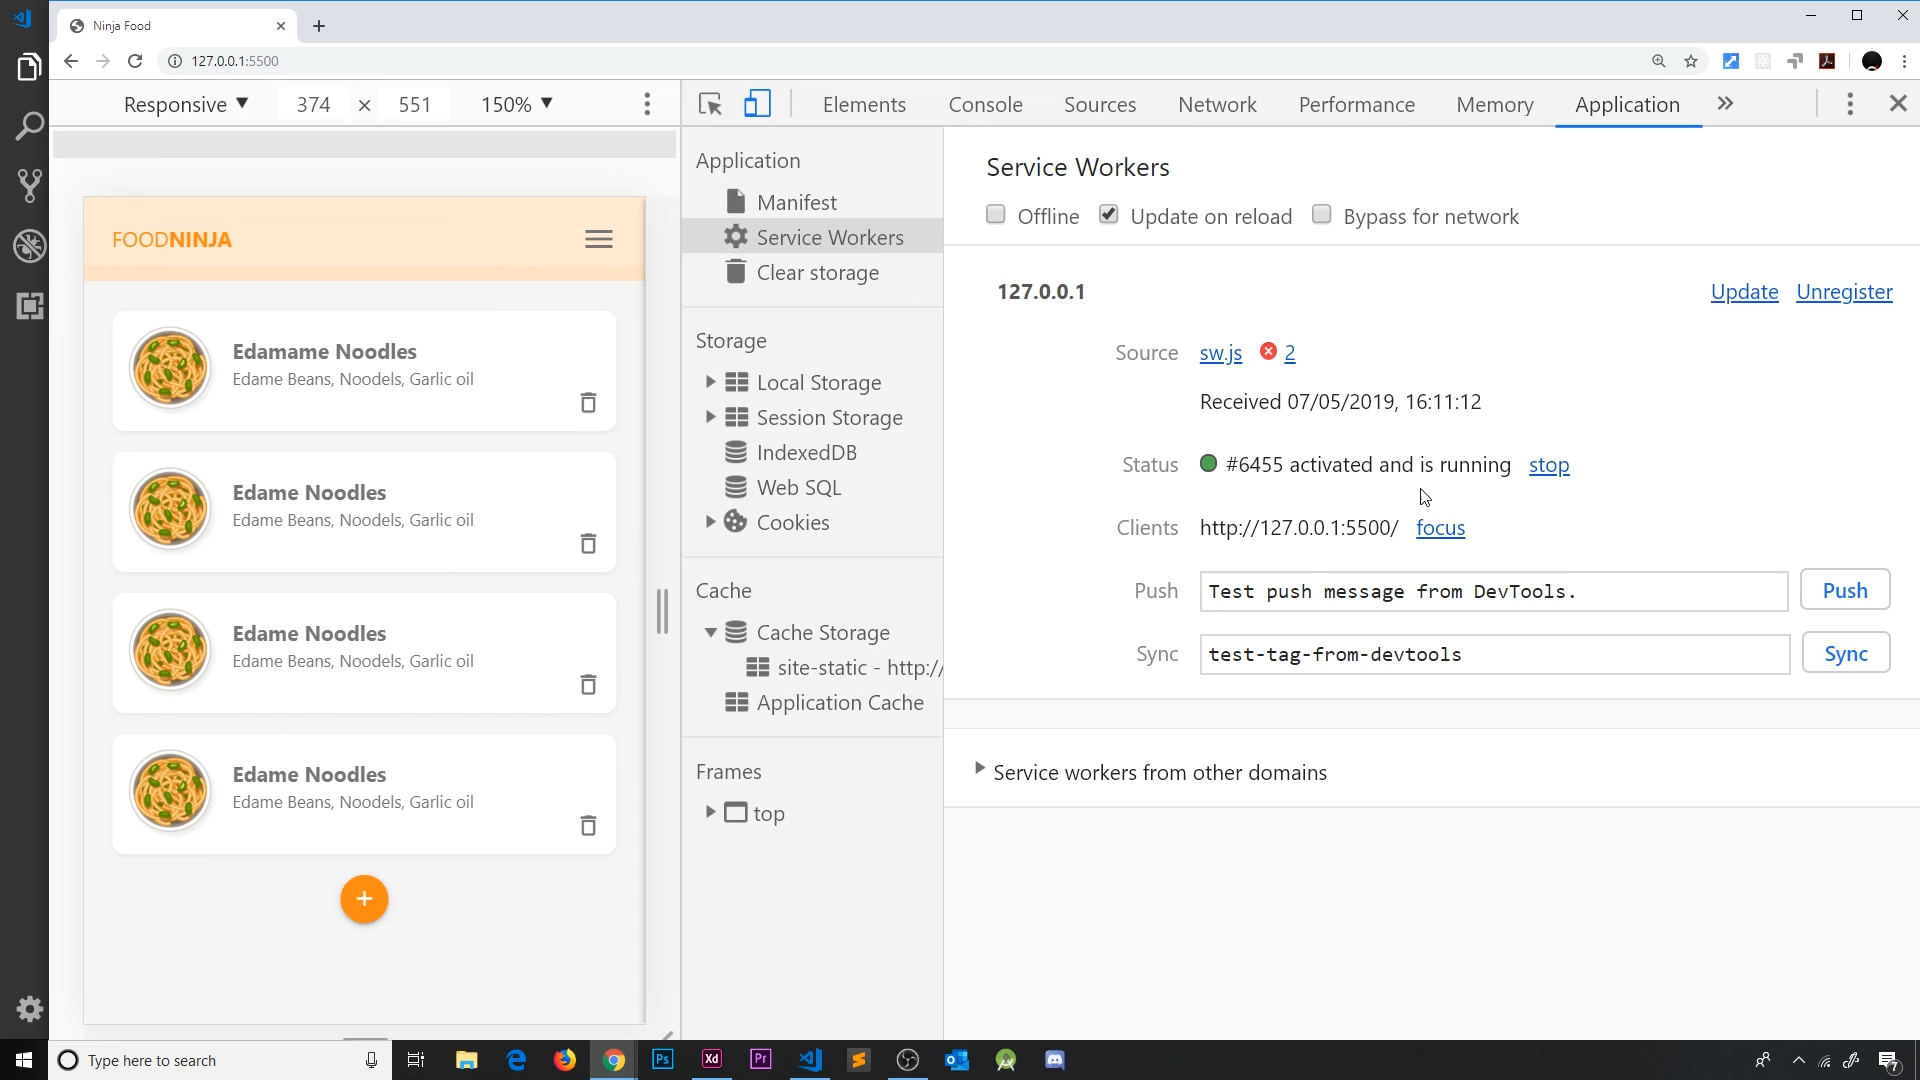 Ninja Food
127.0.0.1:5500
Responsive ▼ 374 × 551 150% ▼
Elements Console Sources Network Performance Memory Application »
FOODNINJA
Edamame Noodles
Edame Beans, Noodels, Garlic oil
Edame Noodles
Edame Beans, Noodels, Garlic oil
Edame Noodles
Edame Beans, Noodels, Garlic oil
Edame Noodles
Edame Beans, Noodels, Garlic oil
+
Application
Manifest
Service Workers
Clear storage
Storage
Local Storage
Session Storage
IndexedDB
Web SQL
Cookies
Cache
Cache Storage
site-static - http://
Application Cache
Frames
top
Service Workers
Offline Update on reload Bypass for network
127.0.0.1 Update Unregister
Source sw.js 2
Received 07/05/2019, 16:11:12
Status #6455 activated and is running stop
Clients http://127.0.0.1:5500/ focus
Push Test push message from DevTools. Push
Sync test-tag-from-devtools Sync
Service workers from other domains
Type here to search
Ps Xd Pr
7